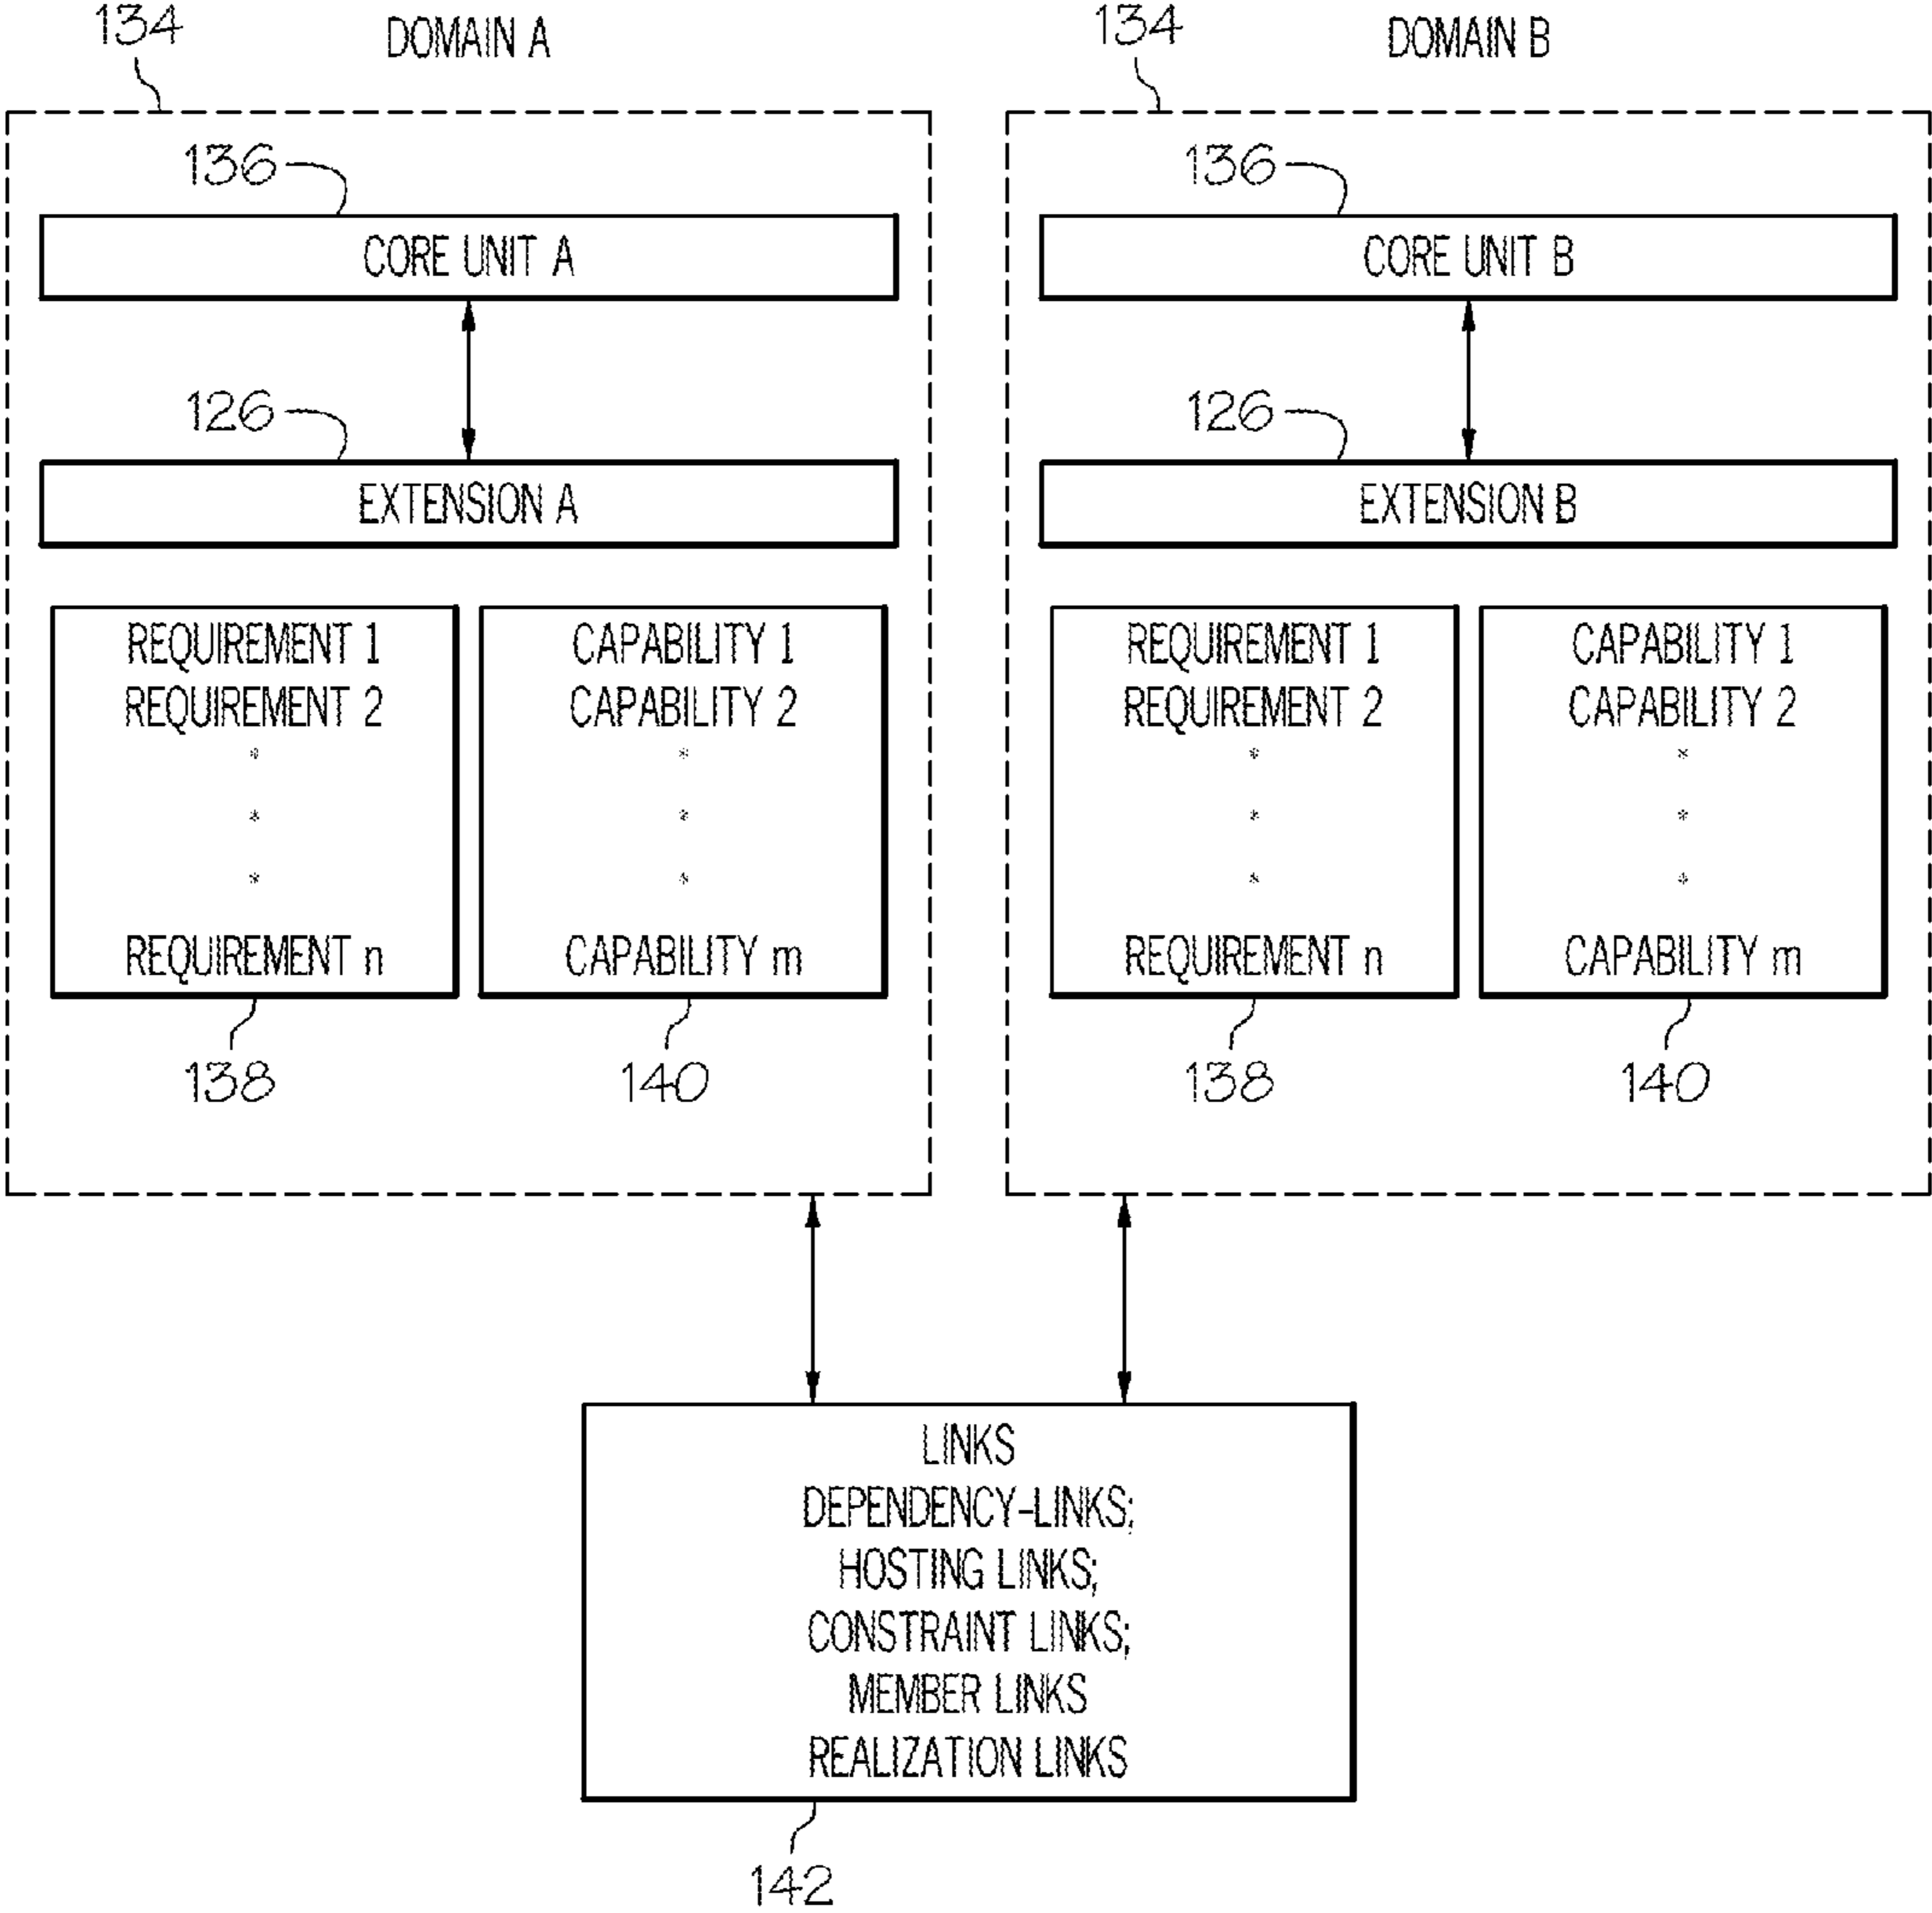 134
DOMAIN A
136
CORE UNIT A
126
EXTENSION A
REQUIREMENT 1
REQUIREMENT 2
*
*
*
REQUIREMENT n
CAPABILITY 1
CAPABILITY 2
*
*
*
CAPABILITY m
138
140
134
DOMAIN B
136
CORE UNIT B
126
EXTENSION B
REQUIREMENT 1
REQUIREMENT 2
*
*
*
REQUIREMENT n
CAPABILITY 1
CAPABILITY 2
*
*
*
CAPABILITY m
138
140
LINKS
DEPENDENCY-LINKS;
HOSTING LINKS;
CONSTRAINT LINKS;
MEMBER LINKS
REALIZATION LINKS
142